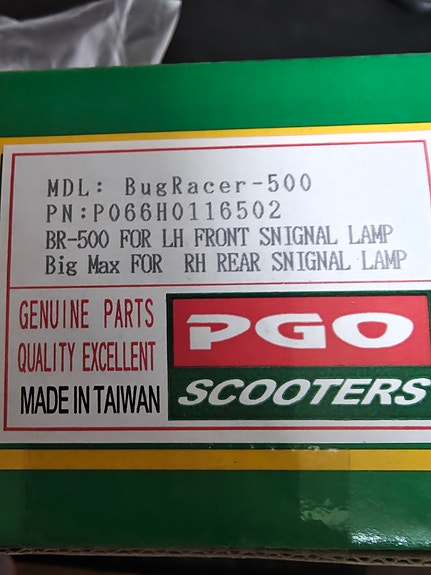 MDL: BugRacer-500
PN:P066H0116502
BR-500 FOR LH FRONT SNIGNAL LAMP
Big Max FOR RH REAR SNIGNAL LAMP
GENUINE PARTS
QUALITY EXCELLENT
MADE IN TAIWAN
PGO
SCOOTERS